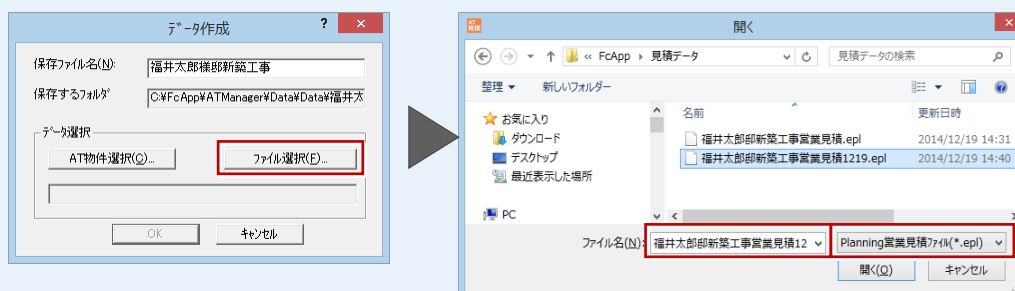 ﾃﾞｰﾀ作成
?
保存ファイル名(N):
福井太郎様邸新築工事
保存するフォルダ
C:¥FcApp¥ATManager¥Data¥Data¥福井太
ﾃﾞｰﾀ選択
AT物件選択(C)...
ファイル選択(F)...
OK
キャンセル
AT
見積
開く
« FcApp › 見積データ
見積データの検索
整理
新しいフォルダー
お気に入り
ダウンロード
デスクトップ
最近表示した場所
PC
名前
更新日時
福井太郎邸新築工事営業見積.epl
2014/12/19 14:31
福井太郎邸新築工事営業見積1219.epl
2014/12/19 14:40
ファイル名(N):
福井太郎邸新築工事営業見積12
Planning営業見積ﾌｧｲﾙ(*.epl)
開く(O)
キャンセル